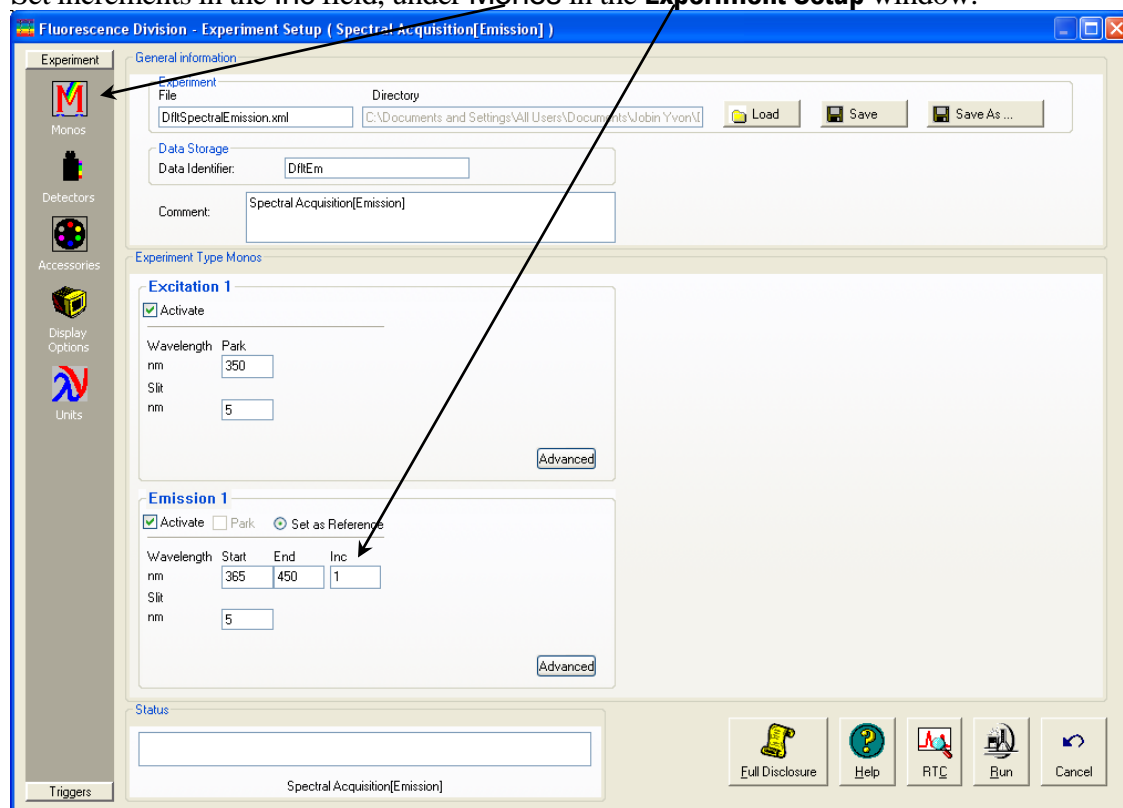 Set increments in the Inc field, under Monos in the Experiment Setup window.
Fluorescence Division - Experiment Setup ( Spectral Acquisition[Emission] )
Experiment
Monos
Detectors
Accessories
Display
Options
Units
Triggers
General information
Experiment
File Directory
DfltSpectralEmission.xml C:\Documents and Settings\All Users\Documents\Jobin Yvon\ Load Save Save As ...
Data Storage
Data Identifier: DfltEm
Comment: Spectral Acquisition[Emission]
Experiment Type Monos
Excitation 1
Activate
Wavelength Park
nm 350
Slit
nm 5
Advanced
Emission 1
Activate Park Set as Reference
Wavelength Start End Inc
nm 365 450 1
Slit
nm 5
Advanced
Status
Spectral Acquisition[Emission]
Full Disclosure Help RTC Run Cancel